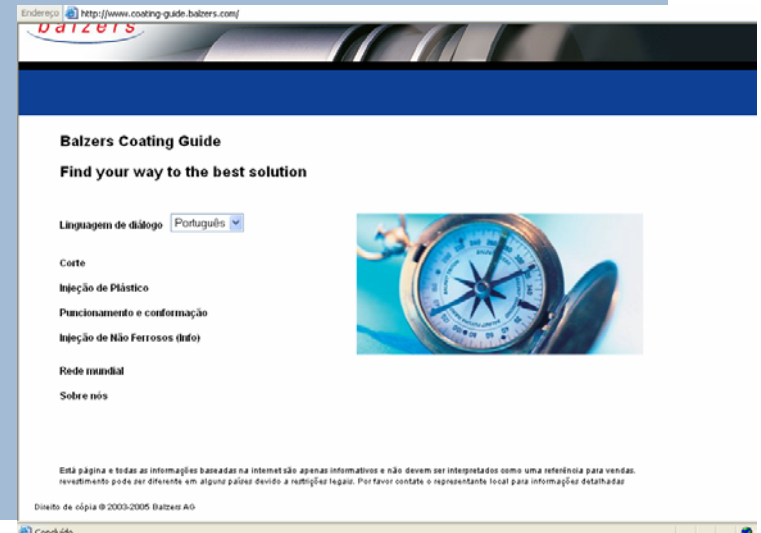 Endereço http://www.coating-guide.balzers.com/
balzers
Balzers Coating Guide
Find your way to the best solution
Linguagem de diálogo Português
Corte
Injeção de Plástico
Puncionamento e conformação
Injeção de Não Ferrosos (Info)
Rede mundial
Sobre nós
Está página e todas as informações baseadas na internet são apenas informativos e não devem ser interpretados como uma referência para vendas.
revestimento pode ser diferente em alguns países devido a restrições legais. Por favor contate o representante local para informações detalhadas
Direito de cópia © 2003-2005 Balzers AG
Concluído